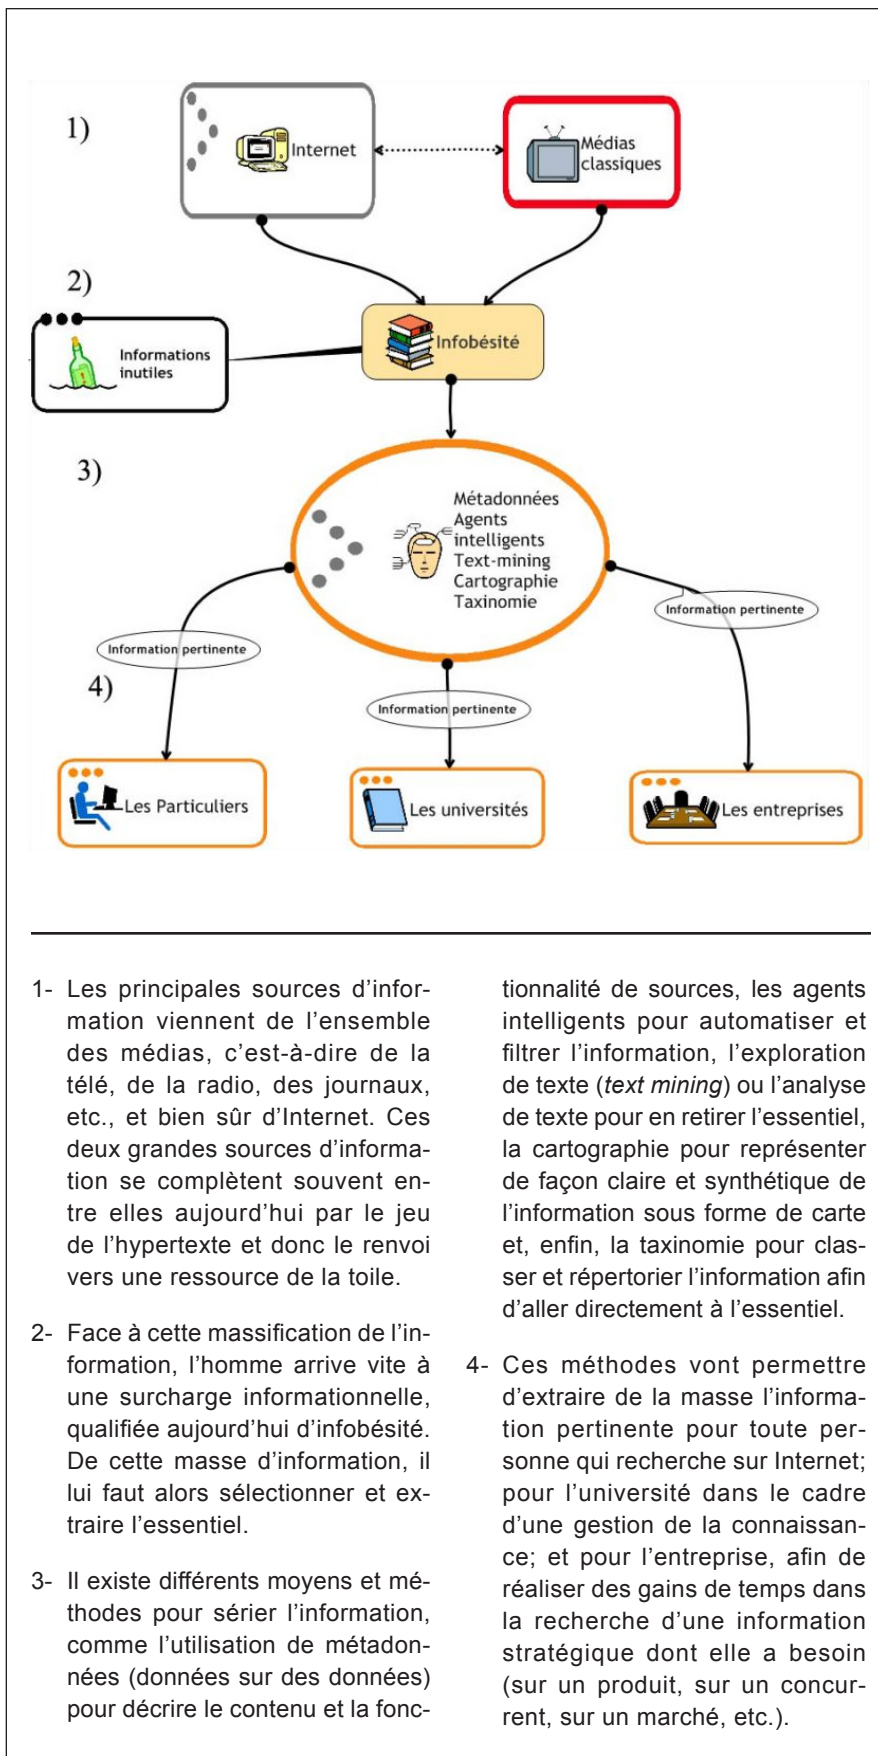 1)
Internet
Médias
classiques
2)
Informations
inutiles
Infobésité
3)
Métadonnées
Agents
intelligents
Text-mining
Cartographie
Taxinomie
Information pertinente
Information pertinente
4)
Information pertinente
Les Particuliers
Les universités
Les entreprises
1- Les principales sources d'infor-
mation viennent de l'ensemble
des médias, c'est-à-dire de la
télé, de la radio, des journaux,
etc., et bien sûr d'Internet. Ces
deux grandes sources d'informa-
tion se complètent souvent en-
tre elles aujourd'hui par le jeu
de l'hypertexte et donc le renvoi
vers une ressource de la toile.
2- Face à cette massification de l'in-
formation, l'homme arrive vite à
une surcharge informationnelle,
qualifiée aujourd'hui d'infobésité.
De cette masse d'information, il
lui faut alors sélectionner et ex-
traire l'essentiel.
3- Il existe différents moyens et mé-
thodes pour sérier l'information,
comme l'utilisation de métadon-
nées (données sur des données)
pour décrire le contenu et la fonc-
tionnalité de sources, les agents
intelligents pour automatiser et
filtrer l'information, l'exploration
de texte (text mining) ou l'analyse
de texte pour en retirer l'essentiel,
la cartographie pour représenter
de façon claire et synthétique de
l'information sous forme de carte
et, enfin, la taxinomie pour clas-
ser et répertorier l'information afin
d'aller directement à l'essentiel.
4- Ces méthodes vont permettre
d'extraire de la masse l'informa-
tion pertinente pour toute per-
sonne qui recherche sur Internet;
pour l'université dans le cadre
d'une gestion de la connaissan-
ce; et pour l'entreprise, afin de
réaliser des gains de temps dans
la recherche d'une information
stratégique dont elle a besoin
(sur un produit, sur un concur-
rent, sur un marché, etc.).